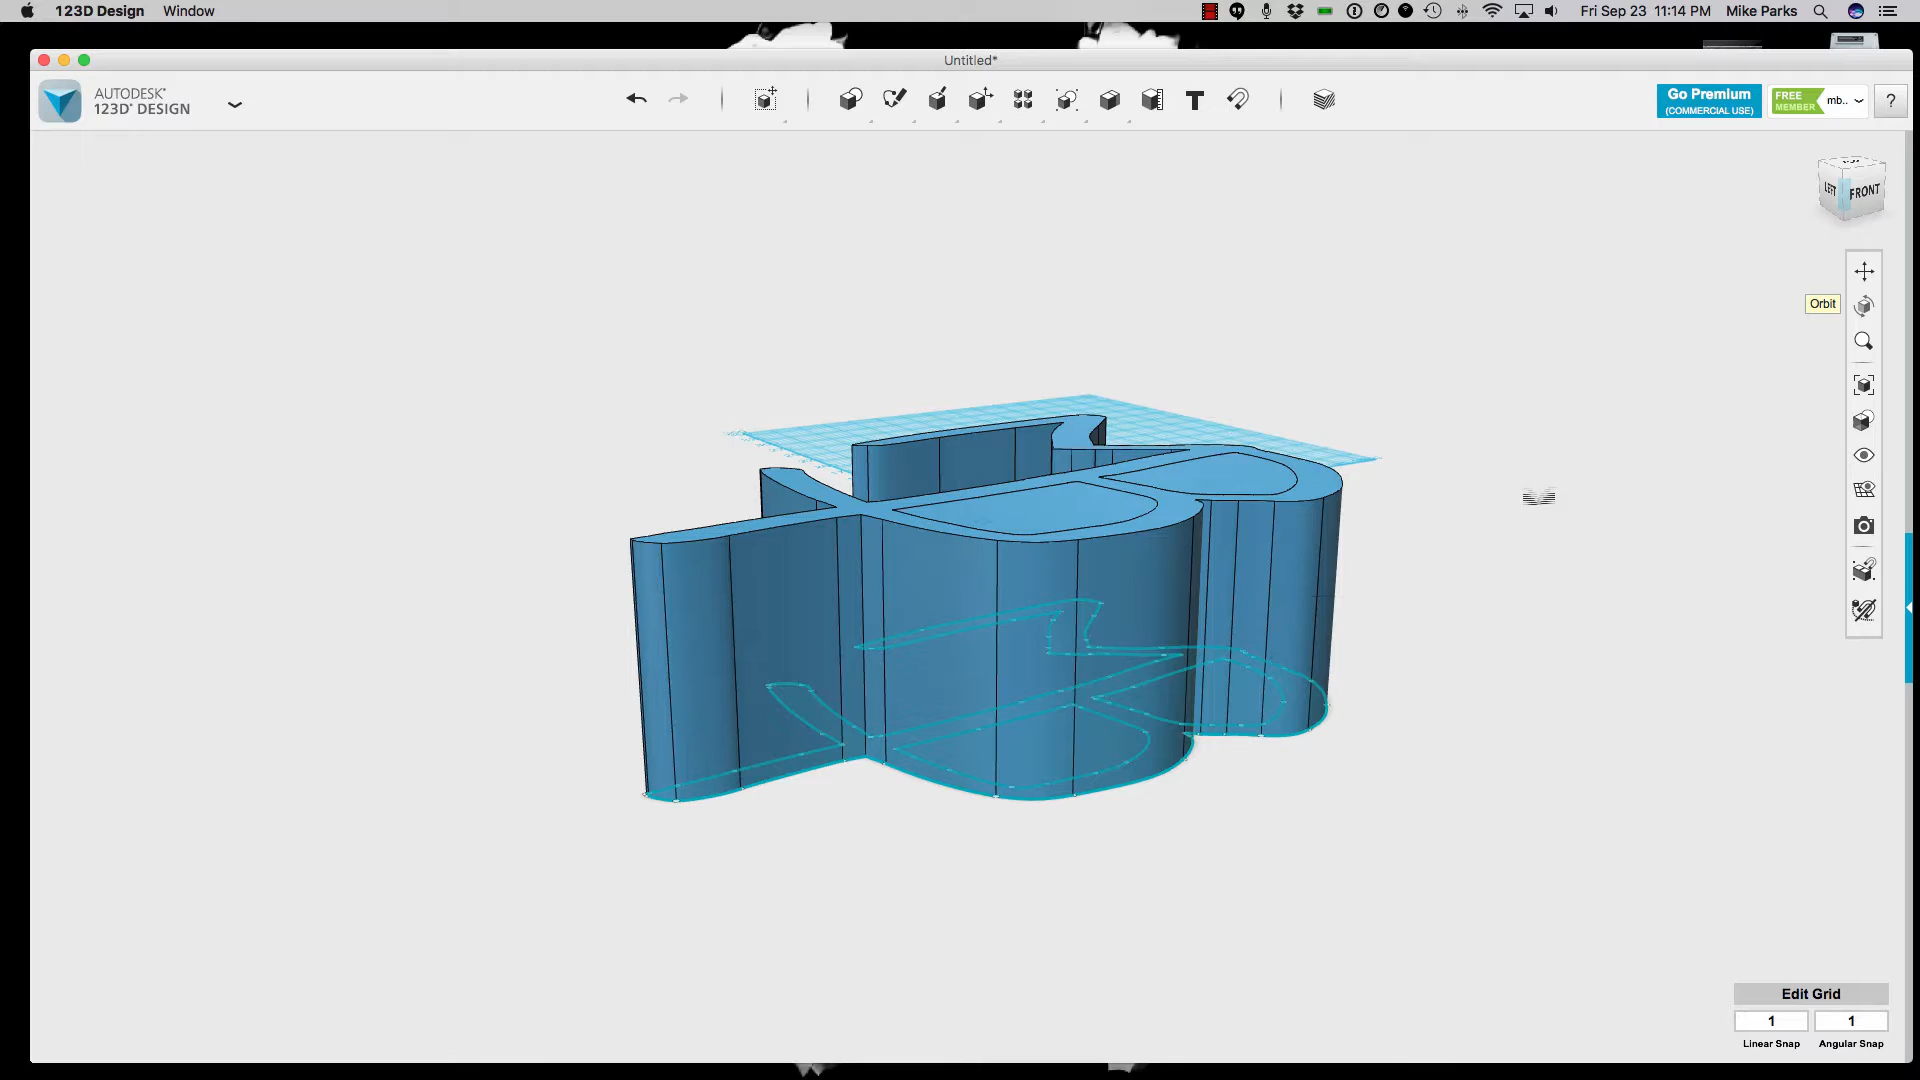 123D Design Window
Fri Sep 23 11:14 PM Mike Parks
Untitled*
AUTODESK®
123D® DESIGN
T
Go Premium
(COMMERCIAL USE)
FREE
MEMBER
mb..
?
LEFT
FRONT
Orbit
Edit Grid
1
1
Linear Snap
Angular Snap